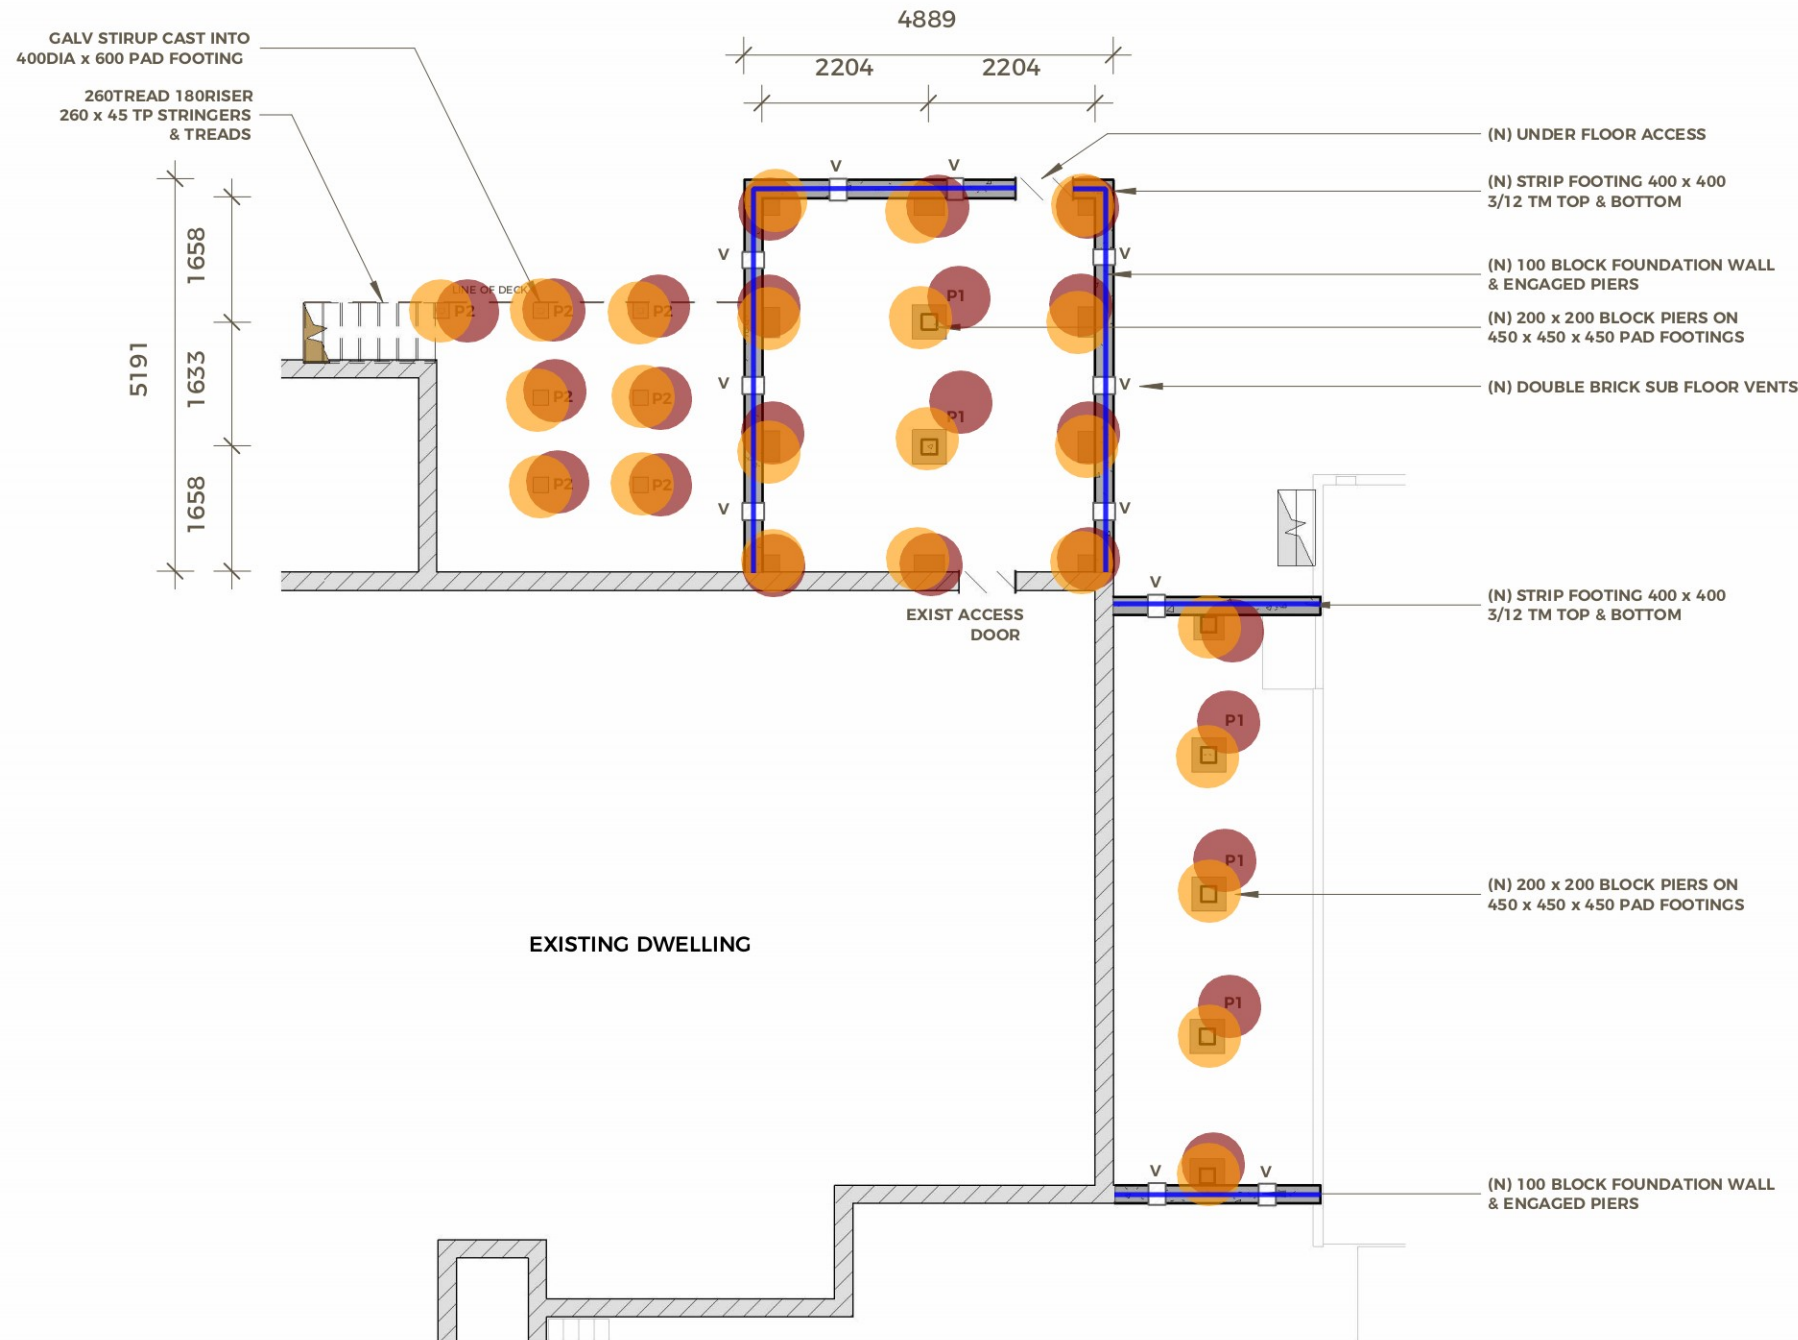 4889
2204 2204
GALV STIRUP CAST INTO
400DIA x 600 PAD FOOTING
260TREAD 180RISER
260 x 45 TP STRINGERS
& TREADS
5191
1658
1633
1658
LINE OF DECK
P2
P2
P2
P2
P2
P2
P2
V
V
V
V
V
V
V
V
P1
P1
(N) UNDER FLOOR ACCESS
(N) STRIP FOOTING 400 x 400
3/12 TM TOP & BOTTOM
(N) 100 BLOCK FOUNDATION WALL
& ENGAGED PIERS
(N) 200 x 200 BLOCK PIERS ON
450 x 450 x 450 PAD FOOTINGS
(N) DOUBLE BRICK SUB FLOOR VENTS
EXIST ACCESS
DOOR
V
(N) STRIP FOOTING 400 x 400
3/12 TM TOP & BOTTOM
P1
P1
P1
(N) 200 x 200 BLOCK PIERS ON
450 x 450 x 450 PAD FOOTINGS
EXISTING DWELLING
V
V
(N) 100 BLOCK FOUNDATION WALL
& ENGAGED PIERS